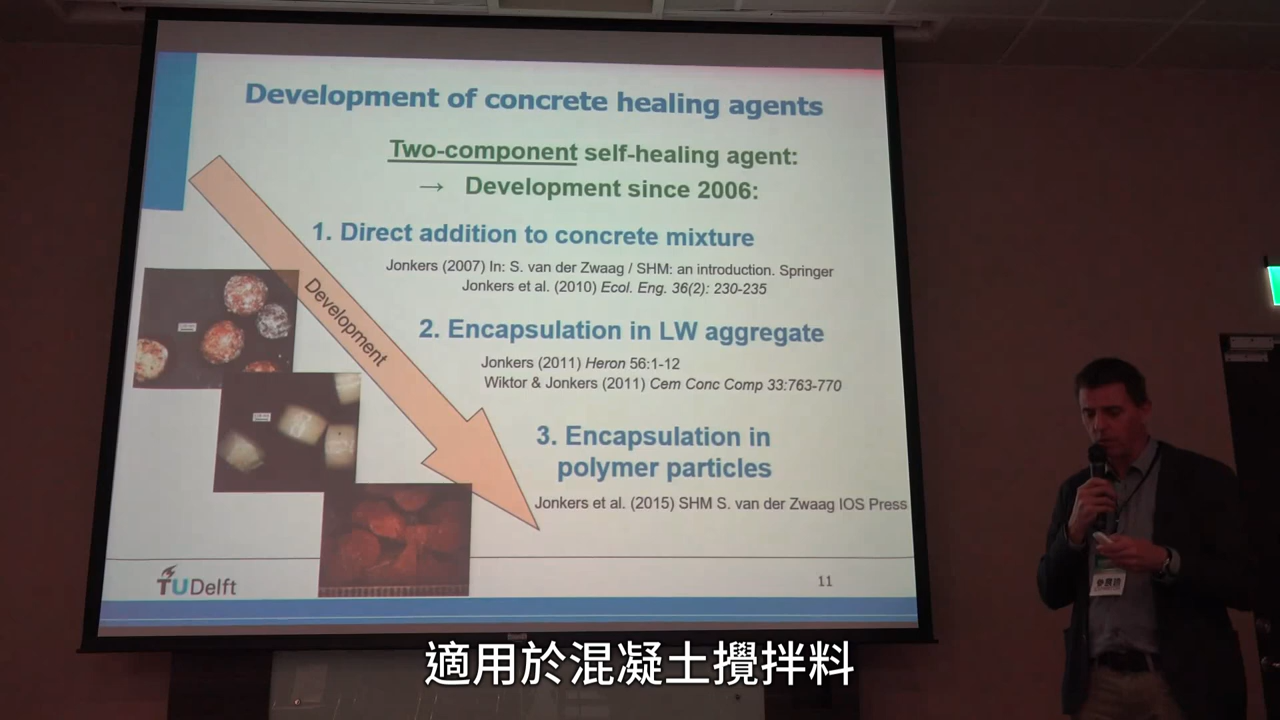 Development of concrete healing agents
Two-component self-healing agent:
→ Development since 2006:
1. Direct addition to concrete mixture
Jonkers (2007) In: S. van der Zwaag / SHM: an introduction. Springer
Jonkers et al. (2010) Ecol. Eng. 36(2): 230-235
Development
2. Encapsulation in LW aggregate
Jonkers (2011) Heron 56:1-12
Wiktor & Jonkers (2011) Cem Conc Comp 33:763-770
3. Encapsulation in
polymer particles
Jonkers et al. (2015) SHM S. van der Zwaag IOS Press
TUDelft
11
適用於混凝土攪拌料